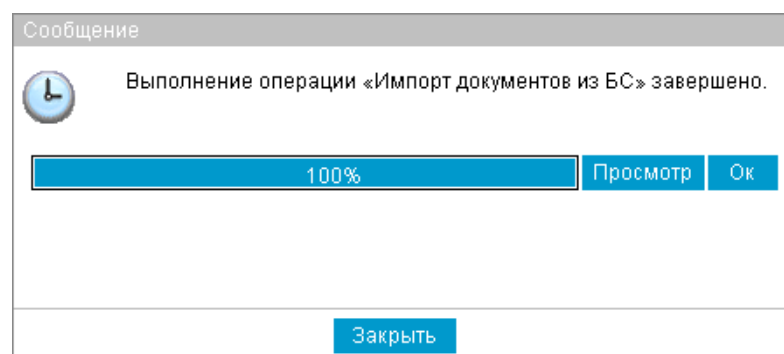 Сообщение
Выполнение операции «Импорт документов из БС» завершено.
100% Просмотр Ок
Закрыть